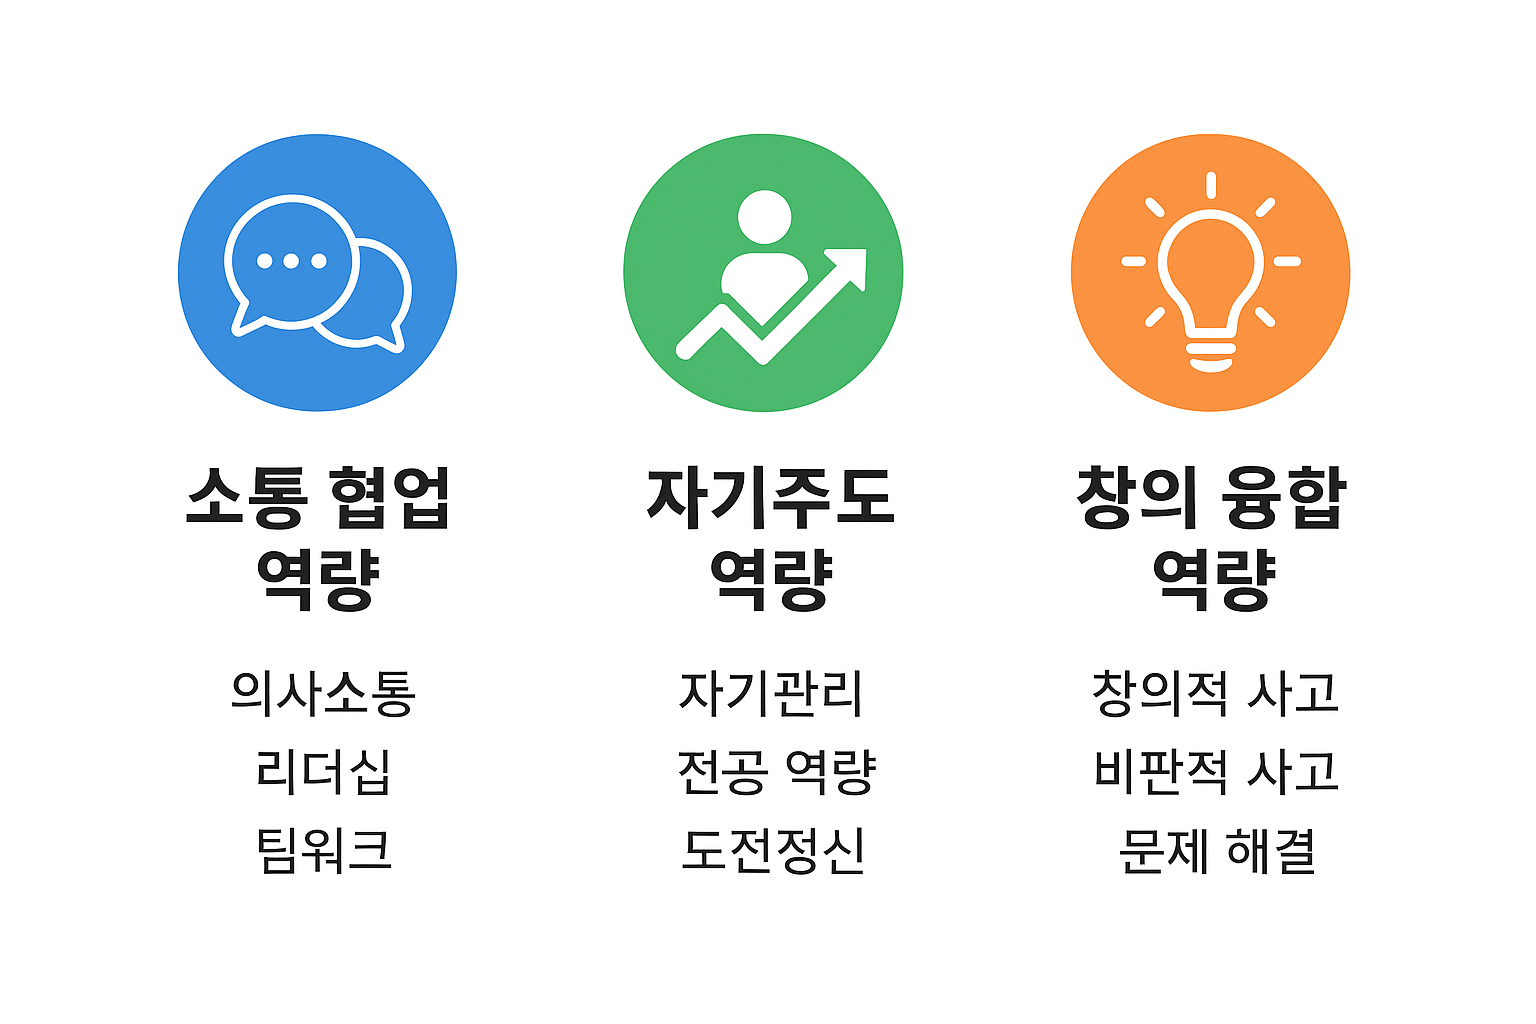 소통 협업
역량
의사소통
리더십
팀워크
자기주도
역량
자기관리
전공 역량
도전정신
창의 융합
역량
창의적 사고
비판적 사고
문제 해결